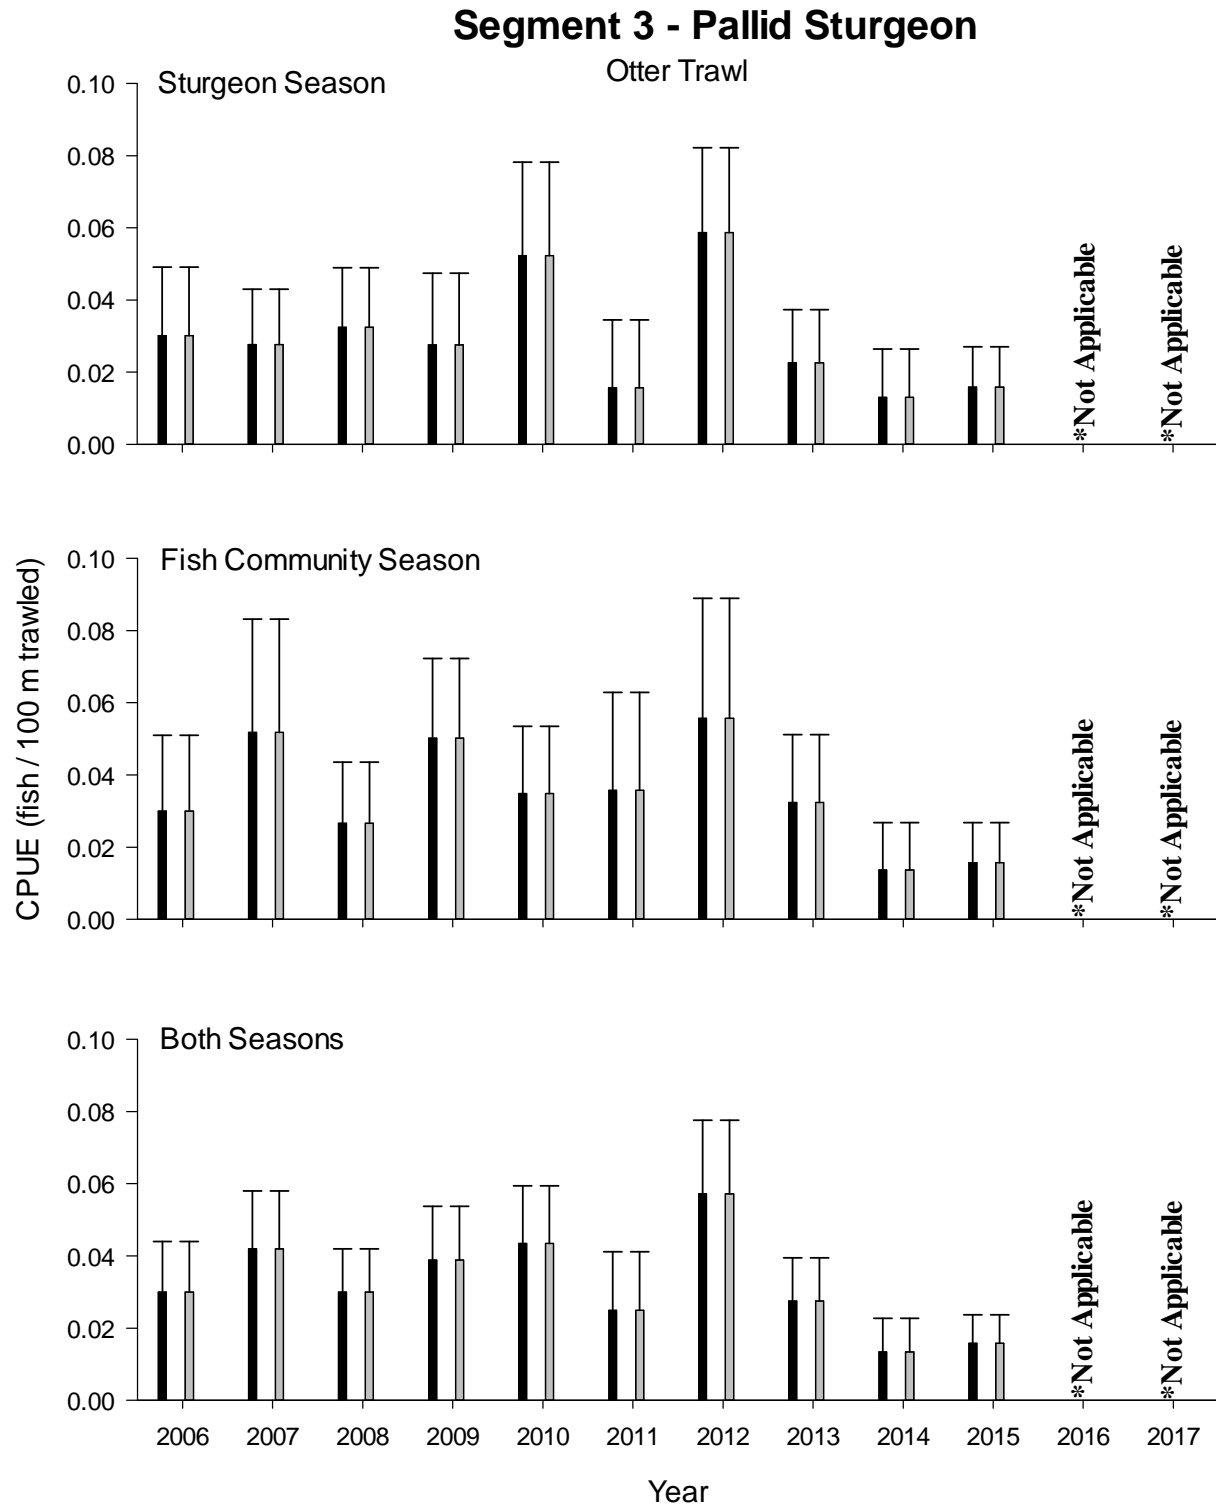 Segment 3 - Pallid Sturgeon
Otter Trawl
Sturgeon Season
0.10
0.08
0.06
0.04
0.02
0.00
*Not Applicable
*Not Applicable
CPUE (fish / 100 m trawled)
Fish Community Season
0.10
0.08
0.06
0.04
0.02
0.00
*Not Applicable
*Not Applicable
Both Seasons
0.10
0.08
0.06
0.04
0.02
0.00
*Not Applicable
*Not Applicable
2006 2007 2008 2009 2010 2011 2012 2013 2014 2015 2016 2017
Year